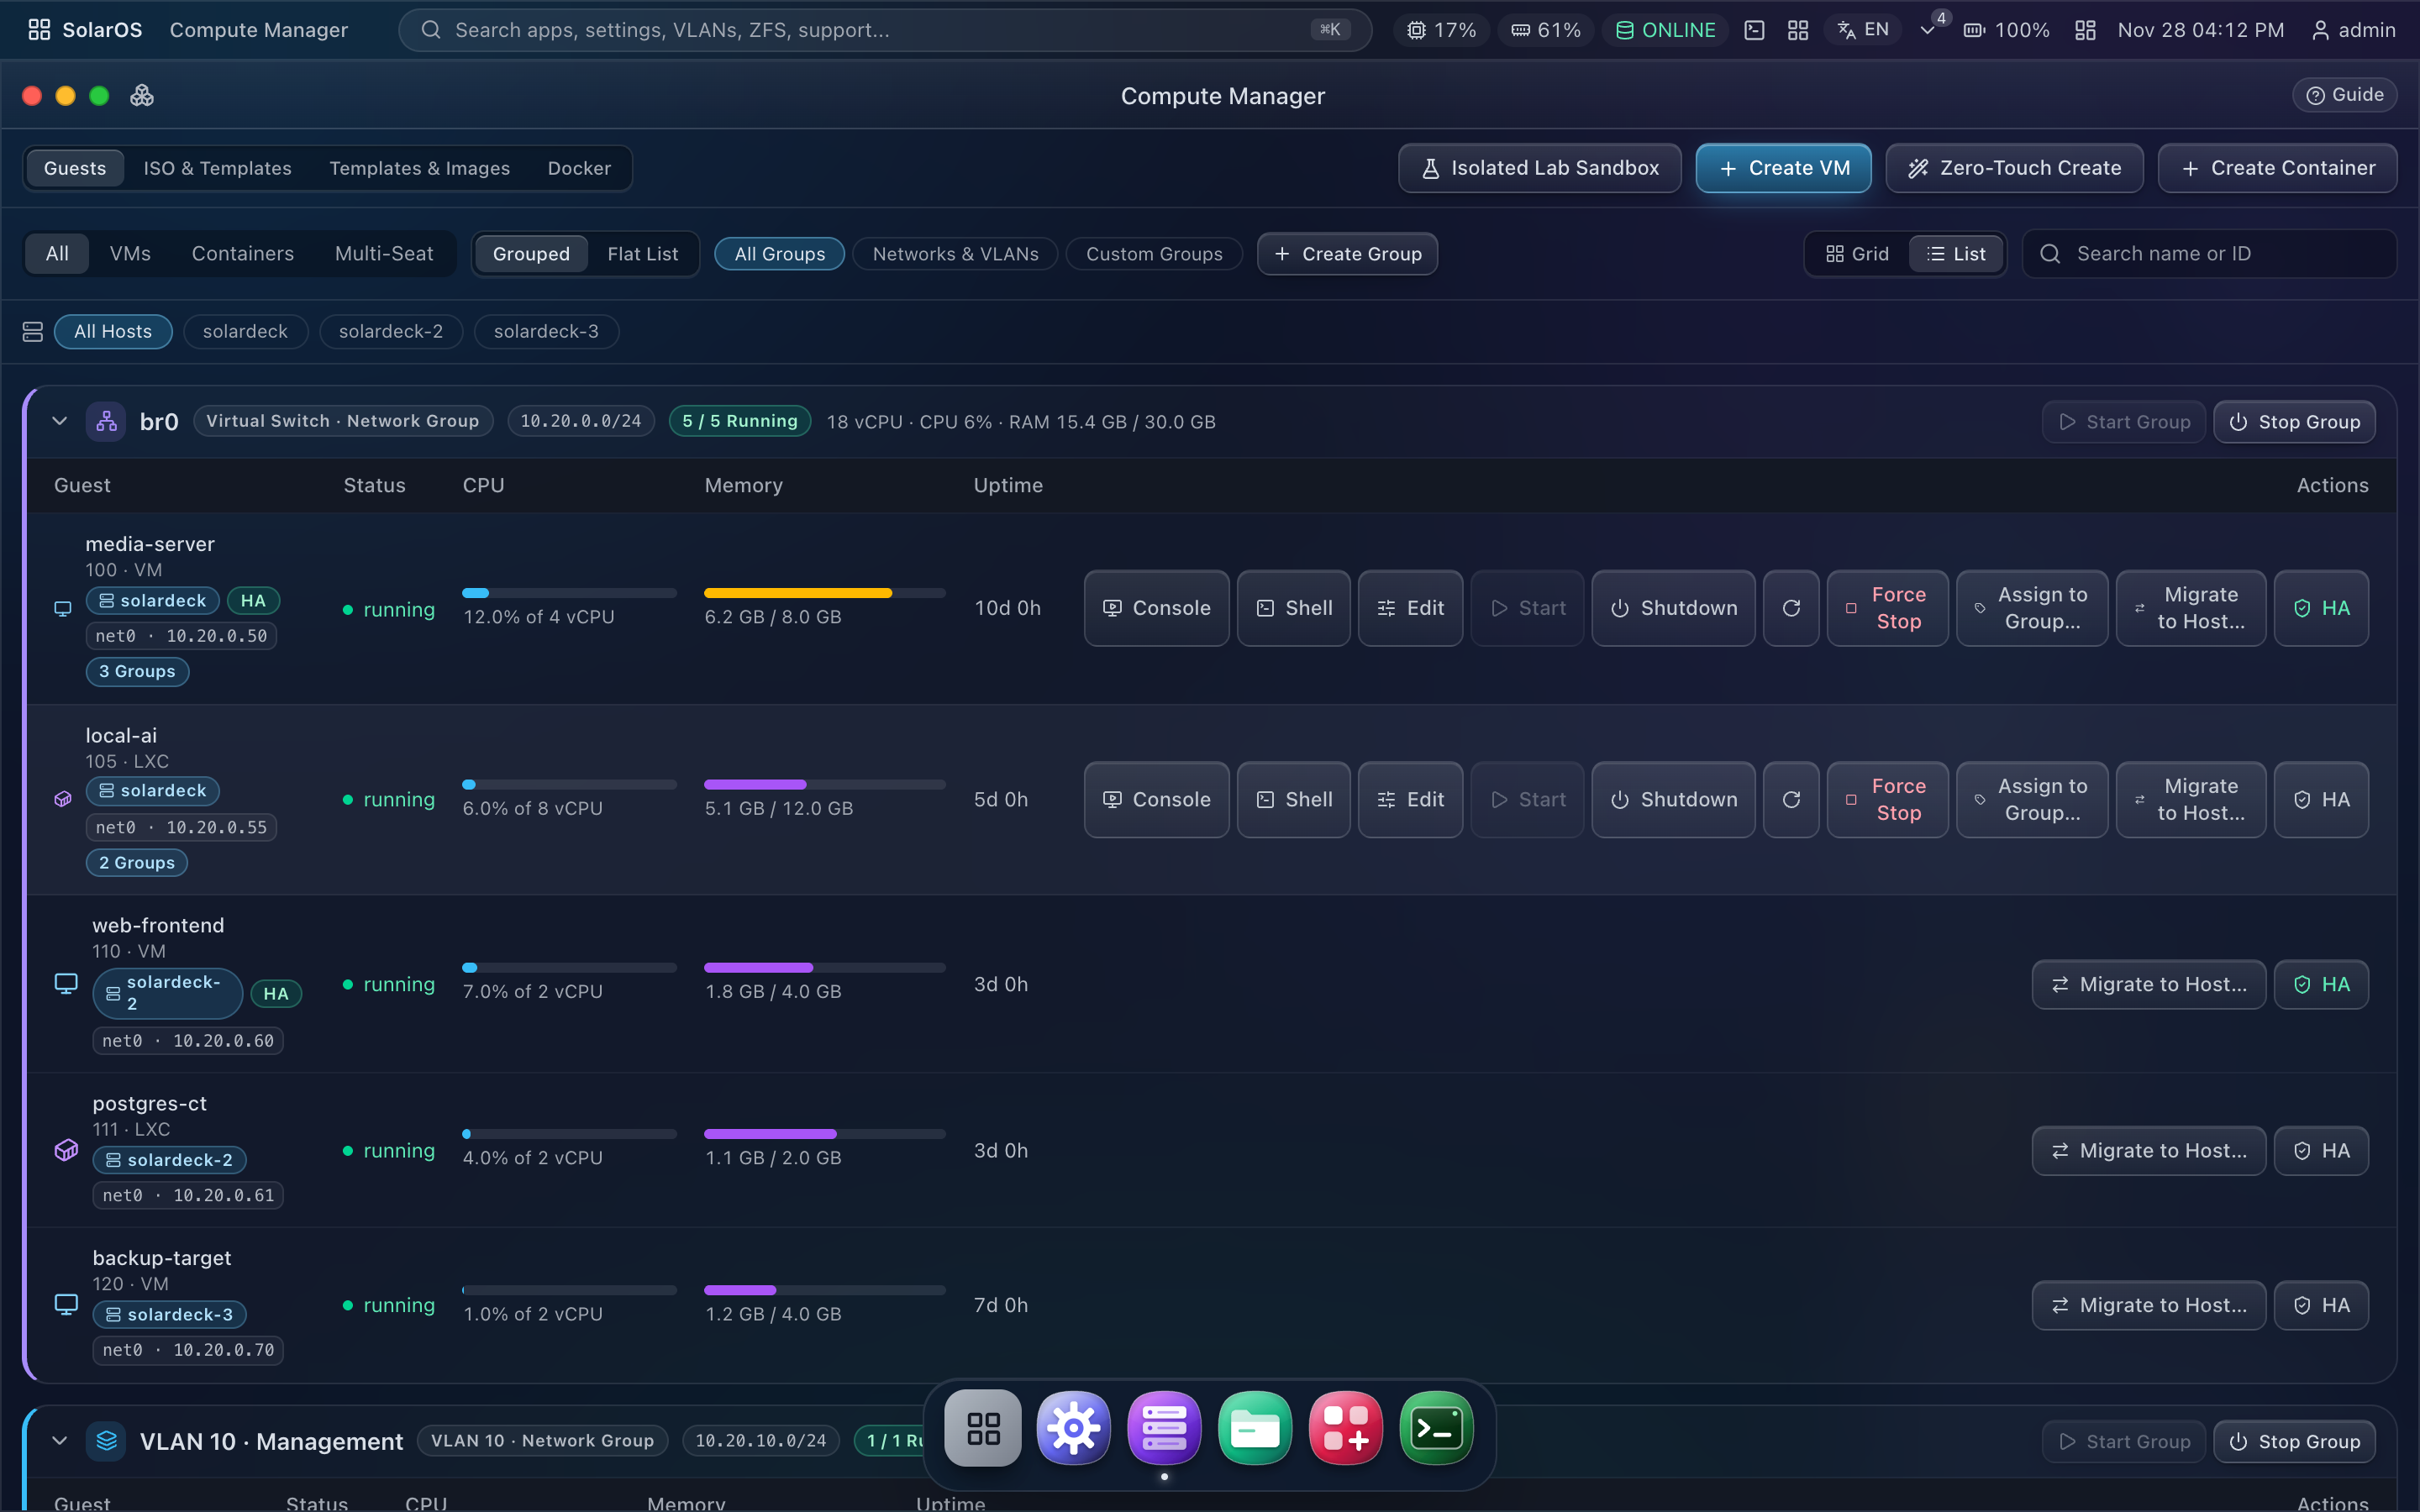 SolarOS Compute Manager Search apps, settings, VLANs, ZFS, support... ⌘K 17% 61% ONLINE EN 4 100% Nov 28 04:12 PM admin
Compute Manager Guide
Guests ISO & Templates Templates & Images Docker Isolated Lab Sandbox + Create VM Zero-Touch Create + Create Container
All VMs Containers Multi-Seat Grouped Flat List All Groups Networks & VLANs Custom Groups + Create Group Grid List Search name or ID
All Hosts solardeck solardeck-2 solardeck-3
br0 Virtual Switch · Network Group 10.20.0.0/24 5 / 5 Running 18 vCPU · CPU 6% · RAM 15.4 GB / 30.0 GB Start Group Stop Group
Guest Status CPU Memory Uptime Actions
media-server
100 · VM
solardeck HA
net0 · 10.20.0.50
3 Groups
running
12.0% of 4 vCPU
6.2 GB / 8.0 GB
10d 0h
Console Shell Edit Start Shutdown Force Stop Assign to Group... Migrate to Host... HA
local-ai
105 · LXC
solardeck
net0 · 10.20.0.55
2 Groups
running
6.0% of 8 vCPU
5.1 GB / 12.0 GB
5d 0h
Console Shell Edit Start Shutdown Force Stop Assign to Group... Migrate to Host... HA
web-frontend
110 · VM
solardeck-2 HA
net0 · 10.20.0.60
running
7.0% of 2 vCPU
1.8 GB / 4.0 GB
3d 0h
Migrate to Host... HA
postgres-ct
111 · LXC
solardeck-2
net0 · 10.20.0.61
running
4.0% of 2 vCPU
1.1 GB / 2.0 GB
3d 0h
Migrate to Host... HA
backup-target
120 · VM
solardeck-3
net0 · 10.20.0.70
running
1.0% of 2 vCPU
1.2 GB / 4.0 GB
7d 0h
Migrate to Host... HA
VLAN 10 · Management VLAN 10 · Network Group 10.20.10.0/24 1 / 1 Ru Start Group Stop Group
Guest Status CPU Memory Uptime Actions